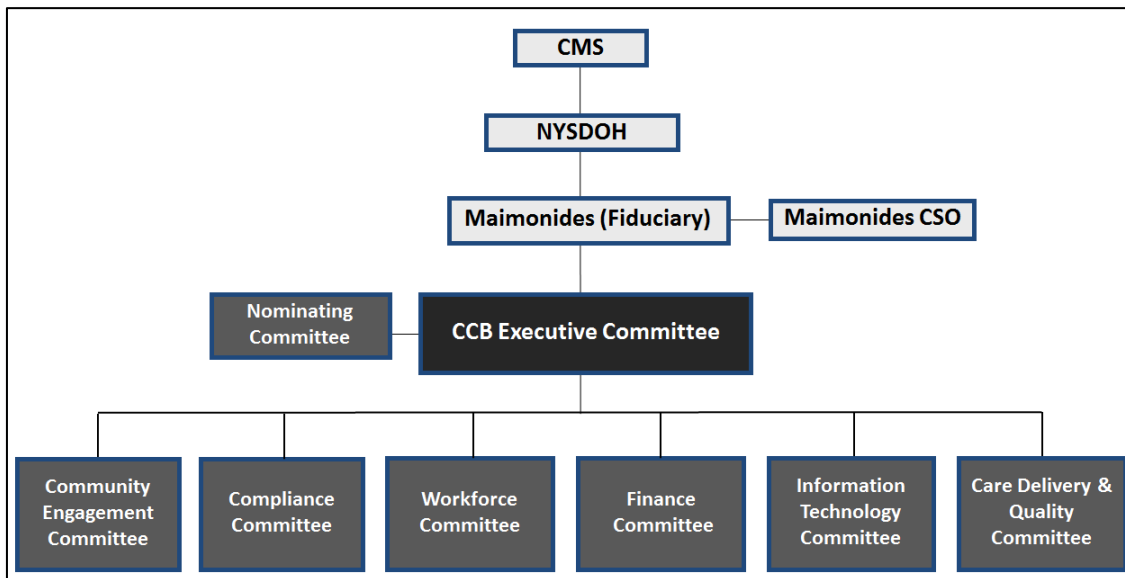 CMS
NYSDOH
Maimonides (Fiduciary)
Maimonides CSO
Nominating
Committee
CCB Executive Committee
Community
Engagement
Committee
Compliance
Committee
Workforce
Committee
Finance
Committee
Information
Technology
Committee
Care Delivery &
Quality
Committee